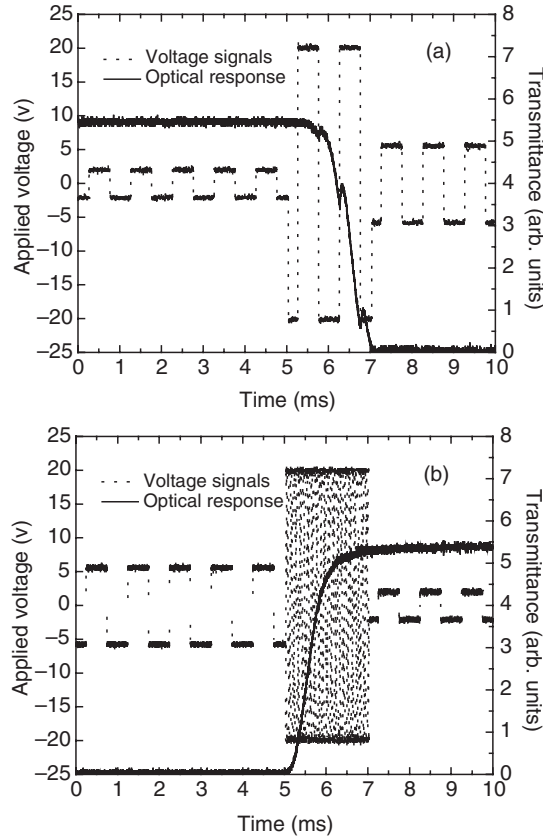 (a)
Voltage signals
Optical response
Applied voltage (v)
25
20
15
10
5
0
–5
–10
–15
–20
–25
Transmittance (arb. units)
8
7
6
5
4
3
2
1
0
0 1 2 3 4 5 6 7 8 9 10
Time (ms)
(b)
Voltage signals
Optical response
Applied voltage (v)
25
20
15
10
5
0
–5
–10
–15
–20
–25
Transmittance (arb. units)
8
7
6
5
4
3
2
1
0
0 1 2 3 4 5 6 7 8 9 10
Time (ms)